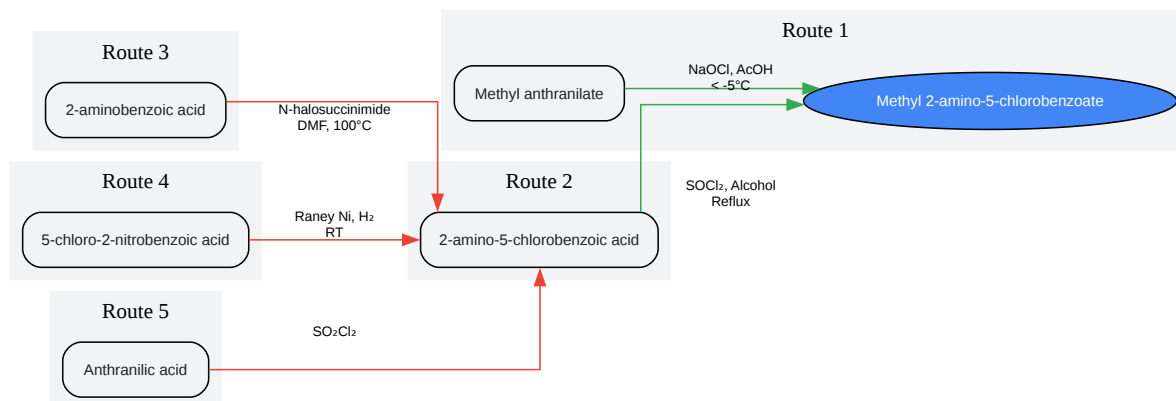 Route 1
Route 3
Methyl anthranilate
NaOCl, AcOH
< -5°C
Methyl 2-amino-5-chlorobenzoate
2-aminobenzoic acid
N-halosuccinimide
DMF, 100°C
Route 4
Route 2
SOCl₂, Alcohol
Reflux
5-chloro-2-nitrobenzoic acid
Raney Ni, H₂
RT
2-amino-5-chlorobenzoic acid
Route 5
SO₂Cl₂
Anthranilic acid